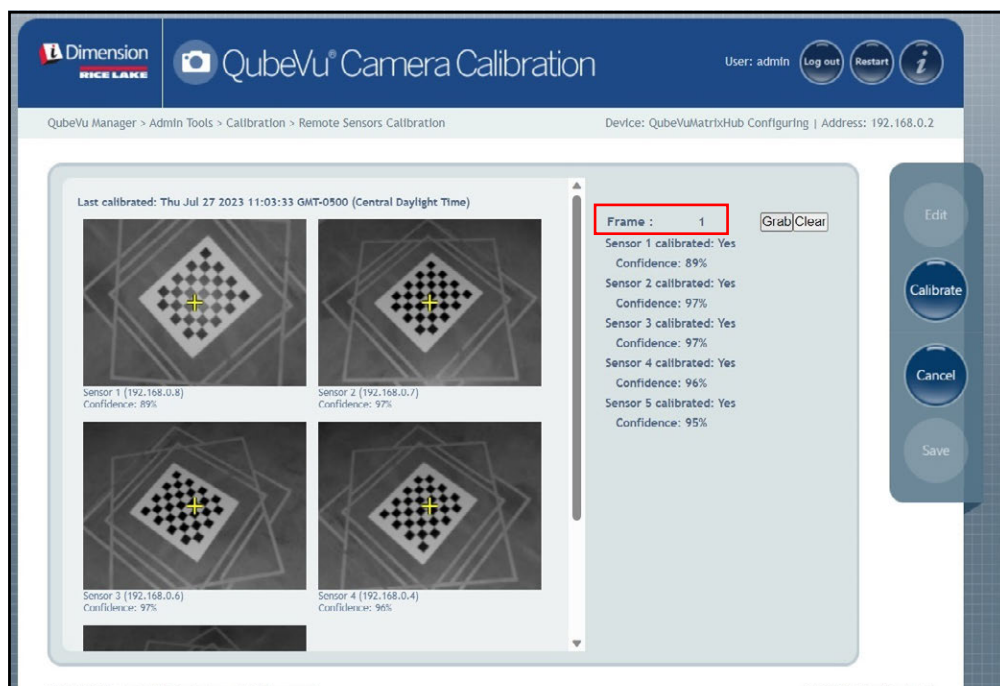 Dimension
RICE LAKE
QubeVu® Camera Calibration
User: admin
Log out
Restart
i
QubeVu Manager > Admin Tools > Calibration > Remote Sensors Calibration
Device: QubeVuMatrixHub Configuring | Address: 192.168.0.2
Last calibrated: Thu Jul 27 2023 11:03:33 GMT-0500 (Central Daylight Time)
Sensor 1 (192.168.0.8)
Confidence: 89%
Sensor 2 (192.168.0.7)
Confidence: 97%
Sensor 3 (192.168.0.6)
Confidence: 97%
Sensor 4 (192.168.0.4)
Confidence: 96%
Frame : 1
Grab Clear
Sensor 1 calibrated: Yes
Confidence: 89%
Sensor 2 calibrated: Yes
Confidence: 97%
Sensor 3 calibrated: Yes
Confidence: 97%
Sensor 4 calibrated: Yes
Confidence: 96%
Sensor 5 calibrated: Yes
Confidence: 95%
Edit
Calibrate
Cancel
Save